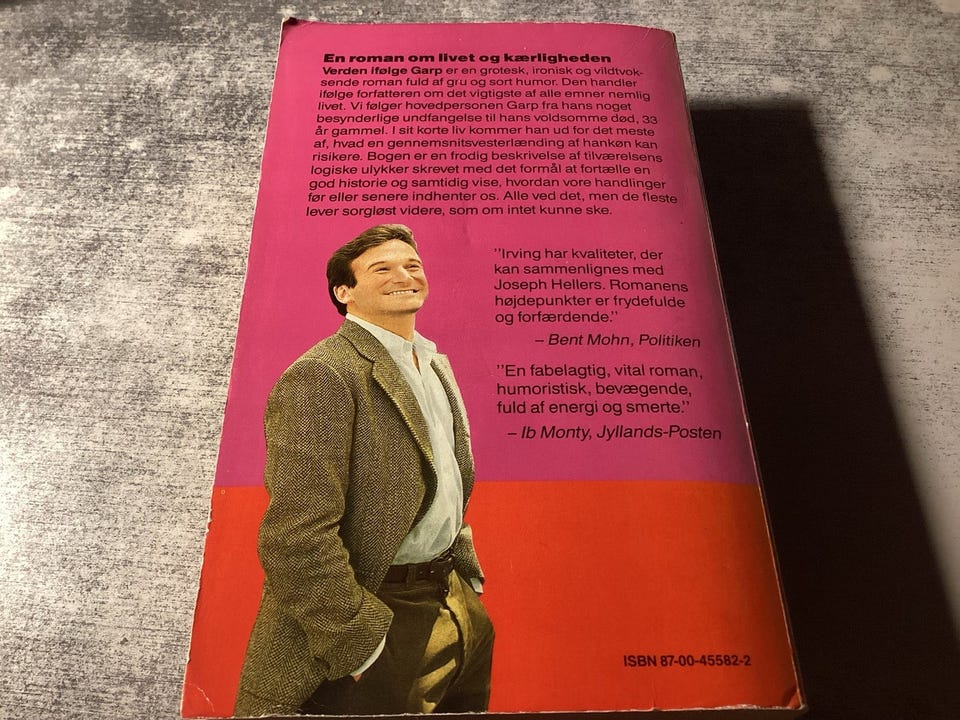 En roman om livet og kærligheden
Verden ifølge Garp er en grotesk, ironisk og vildtvok-
sende roman fuld af gru og sort humor. Den handler
ifølge forfatteren om det vigtigste af alle emner nemlig
livet. Vi følger hovedpersonen Garp fra hans noget
besynderlige undfangelse til hans voldsomme død, 33
år gammel. I sit korte liv kommer han ud for det meste
af, hvad en gennemsnitsvesterlænding af hankøn kan
risikere. Bogen er en frodig beskrivelse af tilværelsens
logiske ulykker skrevet med det formål at fortælle en
god historie og samtidig vise, hvordan vore handlinger
før eller senere indhenter os. Alle ved det, men de fleste
lever sorgløst videre, som om intet kunne ske.
"Irving har kvaliteter, der
kan sammenlignes med
Joseph Hellers. Romanens
højdepunkter er frydefulde
og forfærdende."
– Bent Mohn, Politiken
"En fabelagtig, vital roman,
humoristisk, bevægende,
fuld af energi og smerte."
– Ib Monty, Jyllands-Posten
ISBN 87-00-45582-2